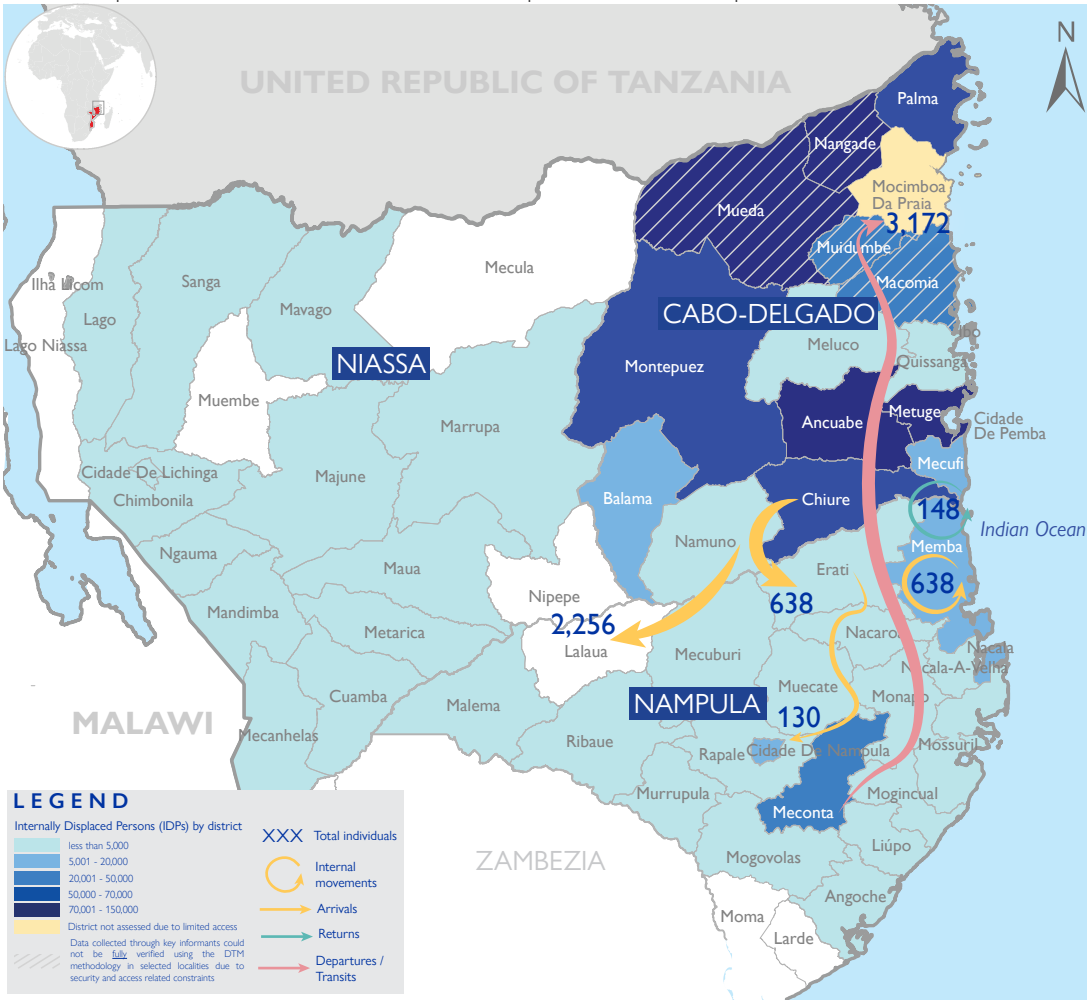 N
UNITED REPUBLIC OF TANZANIA
Palma
Nangade
Mocimboa
Da Praia
3,172
Mueda
Muidumbe
Macomia
Mecula
Sanga
Ilha Licom
Mavago
Lago
CABO-DELGADO
Ibo
Lago Niassa
Meluco
NIASSA
Quissanga
Montepuez
Muembe
Metuge
Ancuabe
Cidade
De Pemba
Marrupa
Mecufi
Cidade De Lichinga
Majune
Chimbonila
Balama
Chiure
148
Indian Ocean
Namuno
Memba
Ngauma
Maua
Erati
638
Nipepe
638
Mandimba
2,256
Metarica
Lalaua
Mecuburi
Nacaroa
Nacala
Nacala-A-Velha
Muecate
Cuamba
Malema
NAMPULA
Monapo
130
MALAWI
Mecanhelas
Ribaue
Mossuril
Rapale
Cidade De Nampula
Murrupula
Mogincual
Meconta
Liúpo
ZAMBEZIA
Mogovolas
Angoche
Moma
Larde
LEGEND
Internally Displaced Persons (IDPs) by district
less than 5,000
5,001 - 20,000
20,001 - 50,000
50,000 - 70,000
70,001 - 150,000
District not assessed due to limited access
Data collected through key informants could
not be fully verified using the DTM
methodology in selected localities due to
security and access related constraints
XXX Total individuals
Internal
movements
Arrivals
Returns
Departures /
Transits